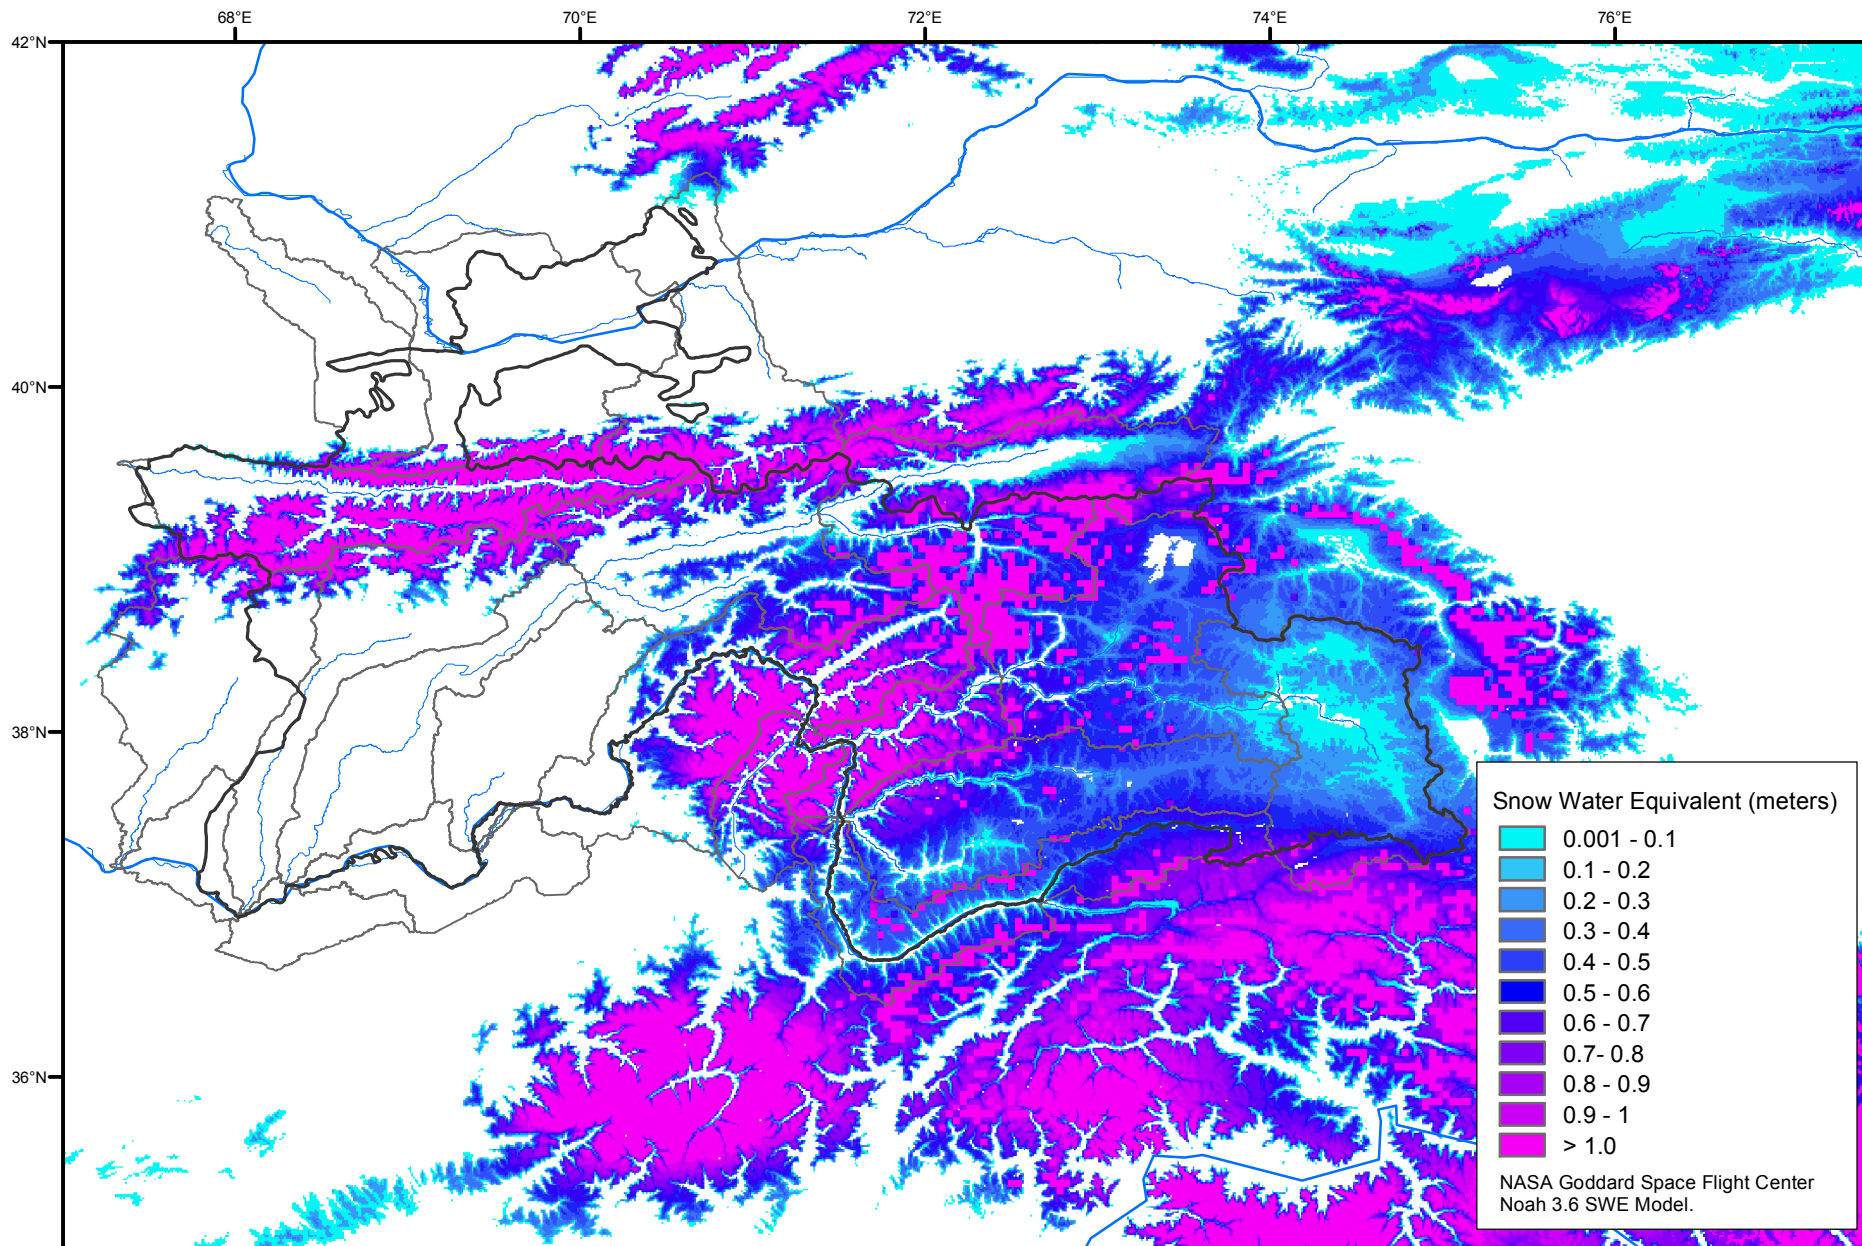 68°E
70°E
72°E
74°E
76°E
42°N
40°N
38°N
36°N
Snow Water Equivalent (meters)
0.001 - 0.1
0.1 - 0.2
0.2 - 0.3
0.3 - 0.4
0.4 - 0.5
0.5 - 0.6
0.6 - 0.7
0.7- 0.8
0.8 - 0.9
0.9 - 1
> 1.0
NASA Goddard Space Flight Center
Noah 3.6 SWE Model.